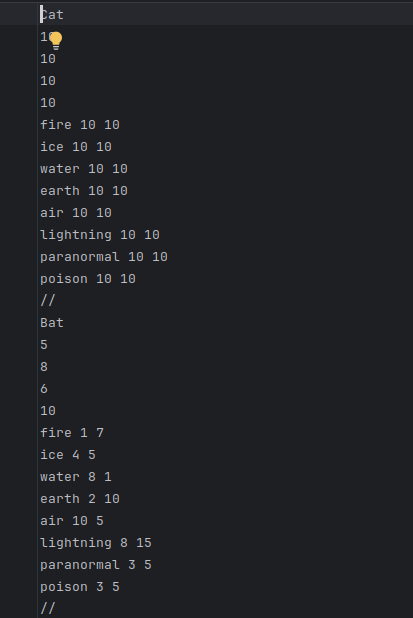 Cat
10
10
10
10
fire 10 10
ice 10 10
water 10 10
earth 10 10
air 10 10
lightning 10 10
paranormal 10 10
poison 10 10
//
Bat
5
8
6
10
fire 1 7
ice 4 5
water 8 1
earth 2 10
air 10 5
lightning 8 15
paranormal 3 5
poison 3 5
//